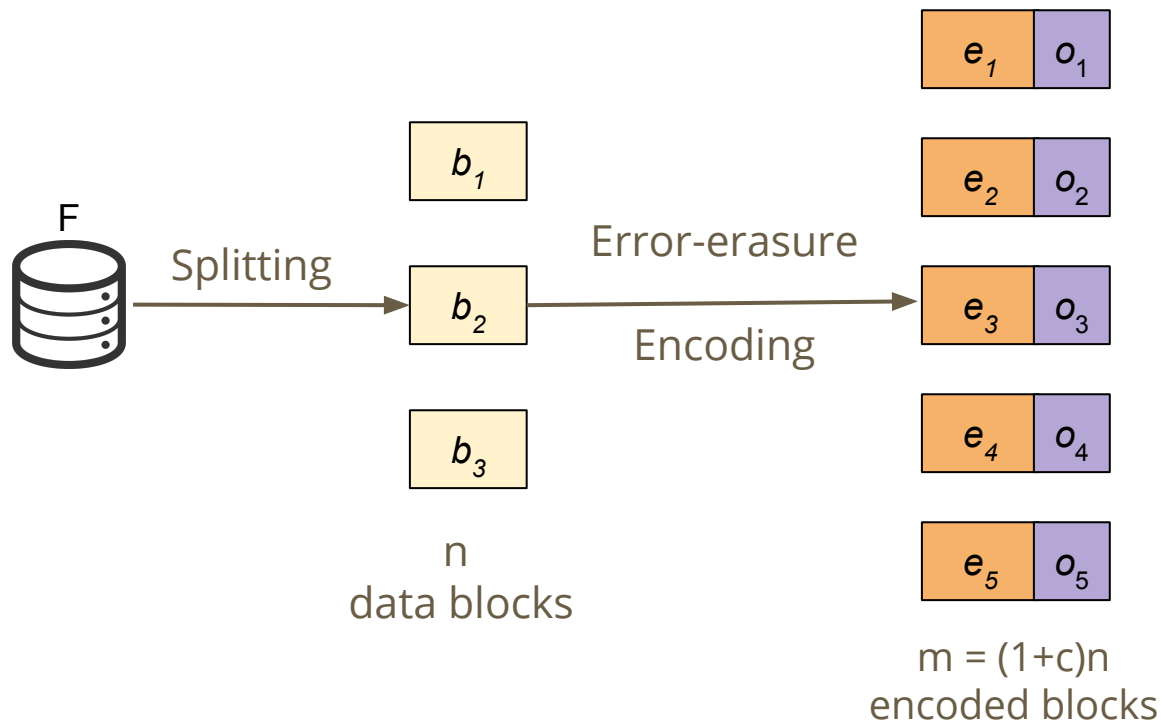 F
Splitting
b₁
b₂
b₃
n
data blocks
Error-erasure
Encoding
e₁ o₁
e₂ o₂
e₃ o₃
e₄ o₄
e₅ o₅
m = (1+c)n
encoded blocks